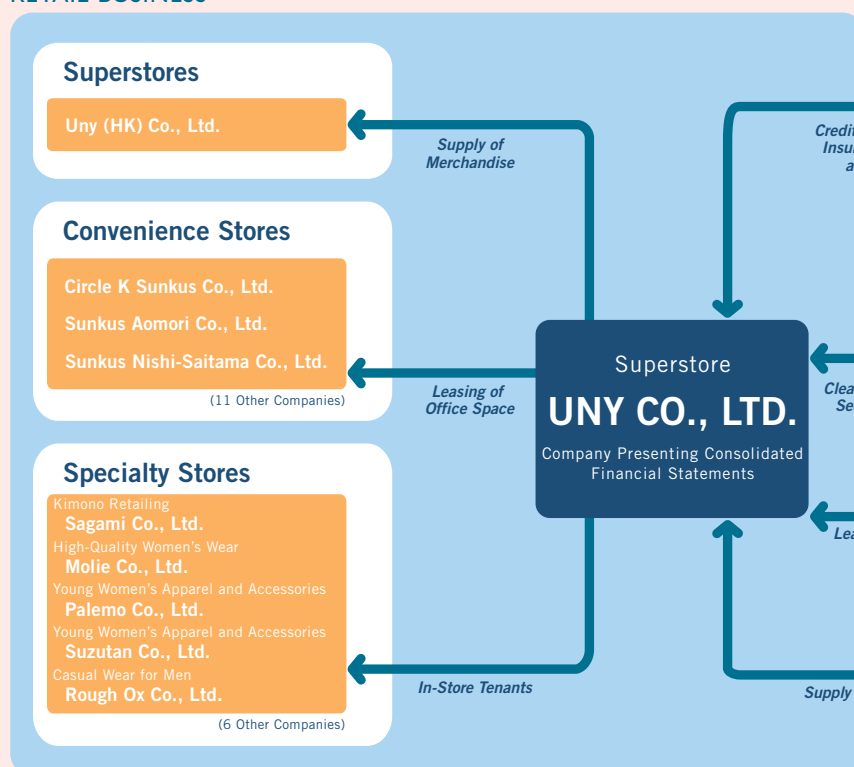 RETAIL BUSINESS
Superstores
Uny (HK) Co., Ltd.
Supply of
Merchandise
Convenience Stores
Circle K Sunkus Co., Ltd.
Sunkus Aomori Co., Ltd.
Sunkus Nishi-Saitama Co., Ltd.
(11 Other Companies)
Leasing of
Office Space
Specialty Stores
Kimono Retailing
Sagami Co., Ltd.
High-Quality Women's Wear
Molie Co., Ltd.
Young Women's Apparel and Accessories
Palemo Co., Ltd.
Young Women's Apparel and Accessories
Suzutan Co., Ltd.
Casual Wear for Men
Rough Ox Co., Ltd.
(6 Other Companies)
In-Store Tenants
Superstore
UNY CO., LTD.
Company Presenting Consolidated
Financial Statements
Supply